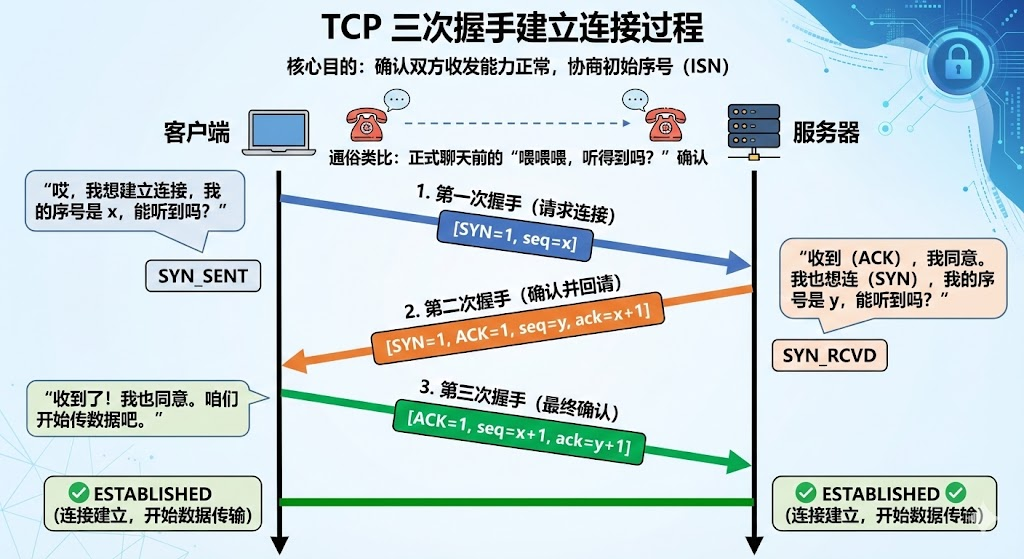 TCP 三次握手建立连接过程
核心目的：确认双方收发能力正常，协商初始序号（ISN）
客户端
服务器
通俗类比：正式聊天前的“喂喂喂，听得到吗？”确认
“哎，我想建立连接，我
的序号是 x，能听到吗？”
SYN_SENT
1. 第一次握手（请求连接）
[SYN=1, seq=x]
“收到（ACK），我同意。
我也想连（SYN），我的序
号是 y，能听到吗？”
SYN_RCVD
2. 第二次握手（确认并回请）
[SYN=1, ACK=1, seq=y, ack=x+1]
“收到了！我也同意。咱们
开始传数据吧。”
3. 第三次握手（最终确认）
[ACK=1, seq=x+1, ack=y+1]
ESTABLISHED
（连接建立，开始数据传输）
ESTABLISHED
（连接建立，开始数据传输）